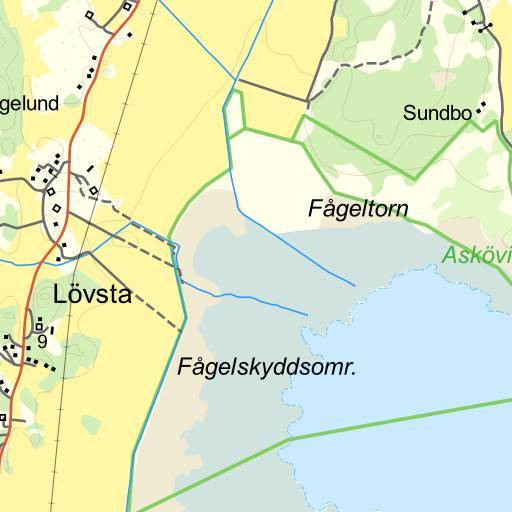 gelund
Sundbo
Fågeltorn
Askövi
Lövsta
9
Fågelskyddsomr.